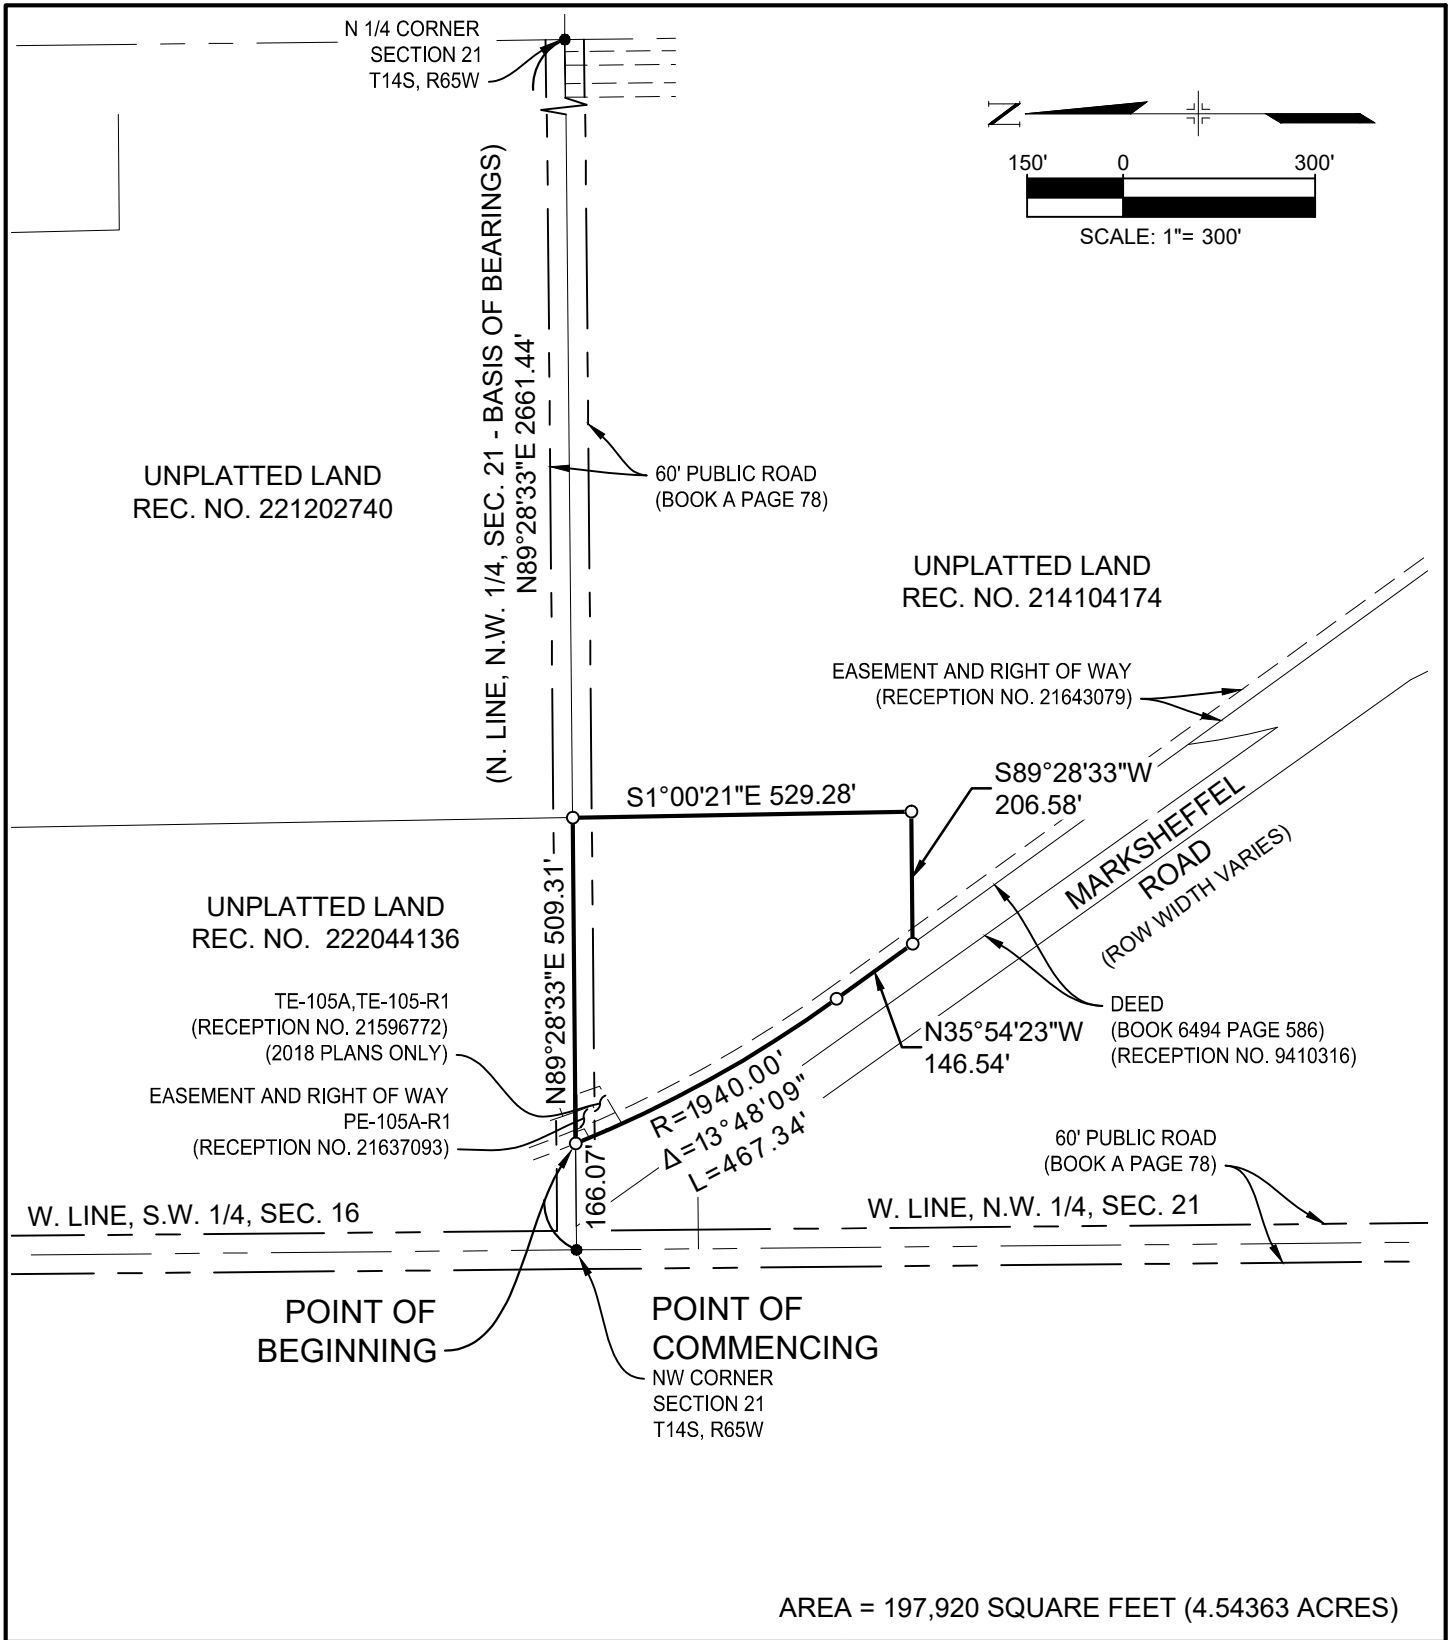 N 1/4 CORNER
SECTION 21
T14S, R65W
N
150' 0 300'
SCALE: 1"= 300'
(N. LINE, N.W. 1/4, SEC. 21 - BASIS OF BEARINGS)
N89°28'33"E 2661.44'
UNPLATTED LAND
REC. NO. 221202740
60' PUBLIC ROAD
(BOOK A PAGE 78)
UNPLATTED LAND
REC. NO. 214104174
EASEMENT AND RIGHT OF WAY
(RECEPTION NO. 21643079)
S1°00'21"E 529.28'
S89°28'33"W
206.58'
MARKSHEFFEL
ROAD
(ROW WIDTH VARIES)
UNPLATTED LAND
REC. NO. 222044136
N89°28'33"E 509.31'
TE-105A,TE-105-R1
(RECEPTION NO. 21596772)
(2018 PLANS ONLY)
EASEMENT AND RIGHT OF WAY
PE-105A-R1
(RECEPTION NO. 21637093)
N35°54'23"W
146.54'
DEED
(BOOK 6494 PAGE 586)
(RECEPTION NO. 9410316)
R=1940.00'
Δ=13°48'09"
L=467.34'
166.07'
60' PUBLIC ROAD
(BOOK A PAGE 78)
W. LINE, S.W. 1/4, SEC. 16
W. LINE, N.W. 1/4, SEC. 21
POINT OF
BEGINNING
POINT OF
COMMENCING
NW CORNER
SECTION 21
T14S, R65W
AREA = 197,920 SQUARE FEET (4.54363 ACRES)